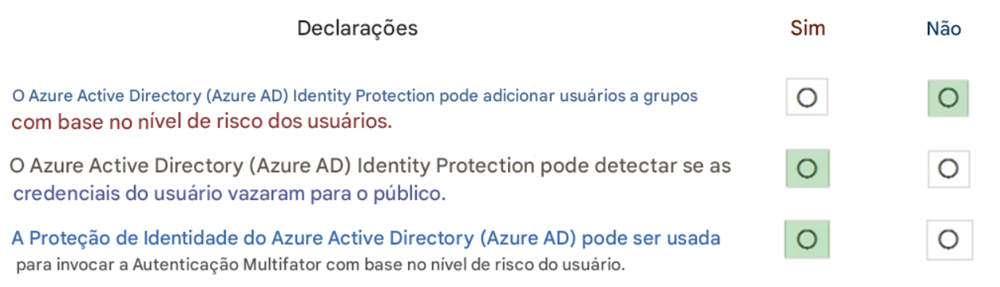 Declarações Sim Não
O Azure Active Directory (Azure AD) Identity Protection pode adicionar usuários a grupos
com base no nível de risco dos usuários.
O Azure Active Directory (Azure AD) Identity Protection pode detectar se as
credenciais do usuário vazaram para o público.
A Proteção de Identidade do Azure Active Directory (Azure AD) pode ser usada
para invocar a Autenticação Multifator com base no nível de risco do usuário.